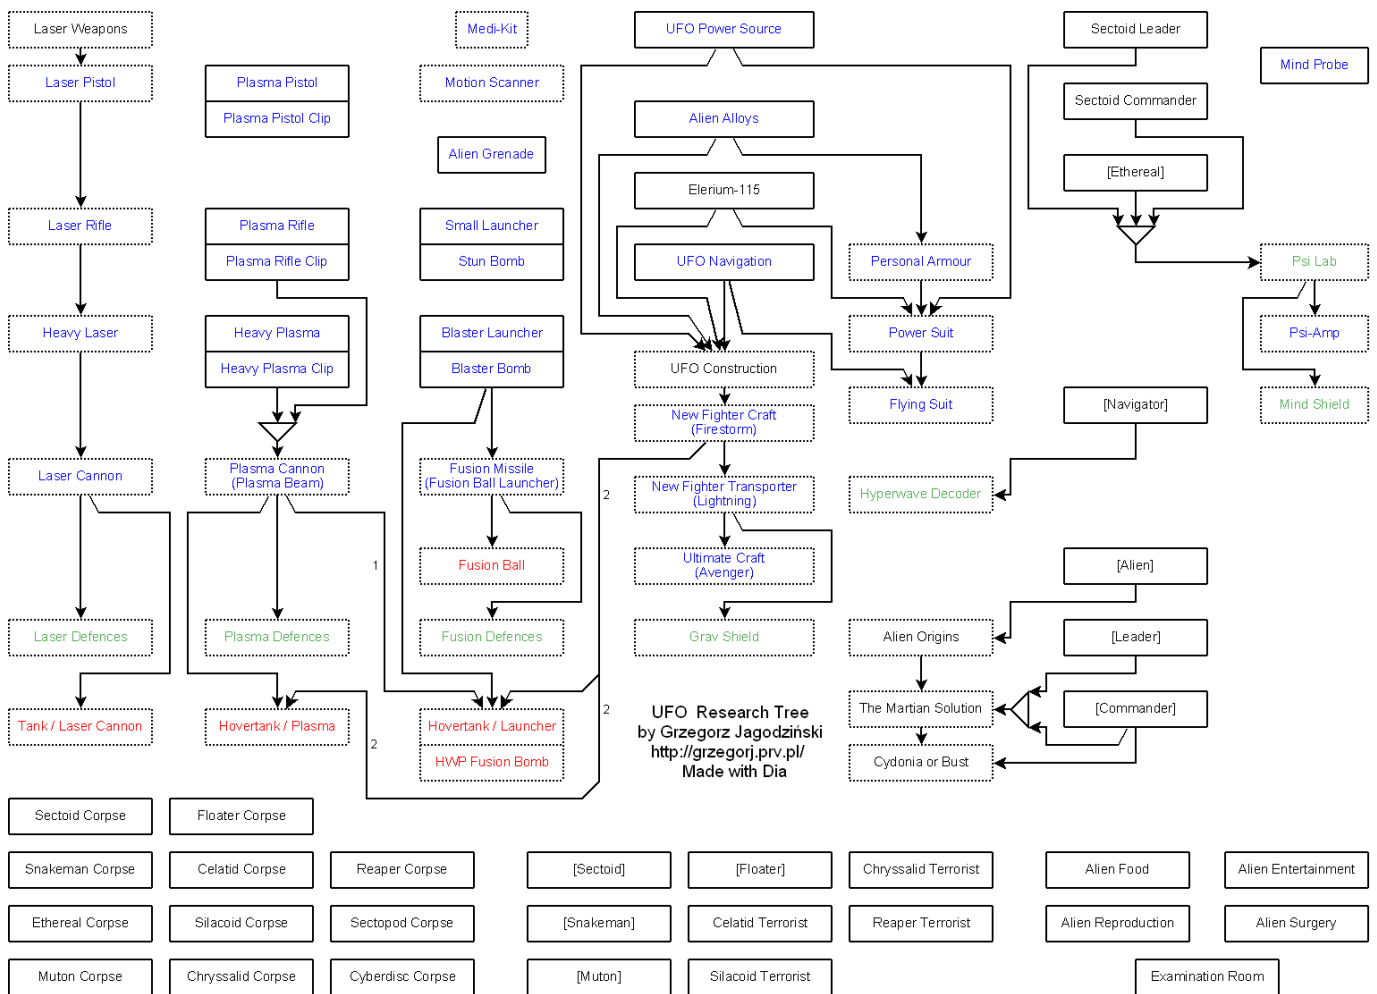 Laser Weapons
Medi-Kit
UFO Power Source
Sectoid Leader
Mind Probe
Laser Pistol
Plasma Pistol
Motion Scanner
Sectoid Commander
Plasma Pistol Clip
Alien Alloys
Alien Grenade
[Ethereal]
Elerium-115
Laser Rifle
Plasma Rifle
Small Launcher
Plasma Rifle Clip
Stun Bomb
UFO Navigation
Personal Armour
Psi Lab
Heavy Laser
Heavy Plasma
Blaster Launcher
Power Suit
Psi-Amp
Heavy Plasma Clip
Blaster Bomb
UFO Construction
New Fighter Craft
(Firestorm)
Flying Suit
[Navigator]
Mind Shield
Laser Cannon
Plasma Cannon
(Plasma Beam)
Fusion Missile
(Fusion Ball Launcher)
New Fighter Transporter
(Lightning)
2
Hyperwave Decoder
1
Fusion Ball
Ultimate Craft
(Avenger)
[Alien]
Laser Defences
Plasma Defences
Fusion Defences
Grav Shield
Alien Origins
[Leader]
Tank / Laser Cannon
Hovertank / Plasma
Hovertank / Launcher
2
The Martian Solution
[Commander]
2
HWP Fusion Bomb
Cydonia or Bust
UFO Research Tree
by Grzegorz Jagodziński
http://grzegorj.prv.pl/
Made with Dia
Sectoid Corpse
Floater Corpse
Snakeman Corpse
Celatid Corpse
Reaper Corpse
[Sectoid]
[Floater]
Chryssalid Terrorist
Alien Food
Alien Entertainment
Ethereal Corpse
Silacoid Corpse
Sectopod Corpse
[Snakeman]
Celatid Terrorist
Reaper Terrorist
Alien Reproduction
Alien Surgery
Muton Corpse
Chryssalid Corpse
Cyberdisc Corpse
[Muton]
Silacoid Terrorist
Examination Room